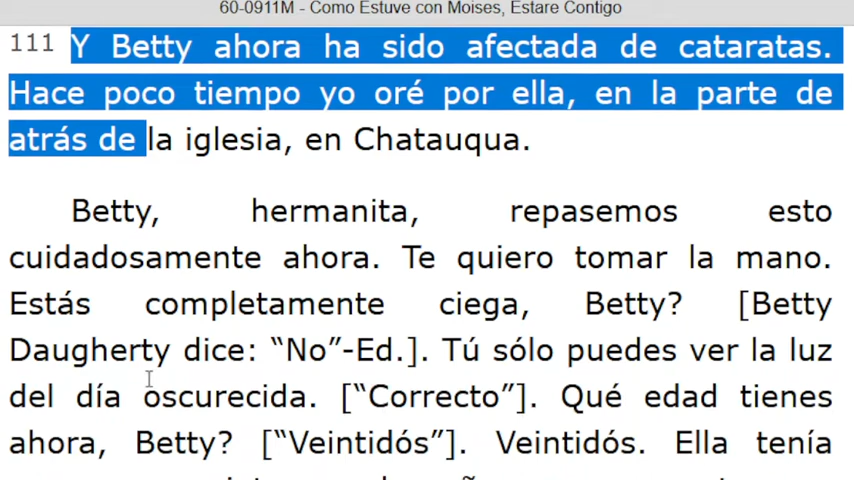 60-0911M - Como Estuve con Moises, Estare Contigo
111 Y Betty ahora ha sido afectada de cataratas.
Hace poco tiempo yo oré por ella, en la parte de
atrás de la iglesia, en Chatauqua.
Betty, hermanita, repasemos esto
cuidadosamente ahora. Te quiero tomar la mano.
Estás completamente ciega, Betty? [Betty
Daugherty dice: “No”-Ed.]. Tú sólo puedes ver la luz
del día oscurecida. [“Correcto”]. Qué edad tienes
ahora, Betty? [“Veintidós”]. Veintidós. Ella tenía